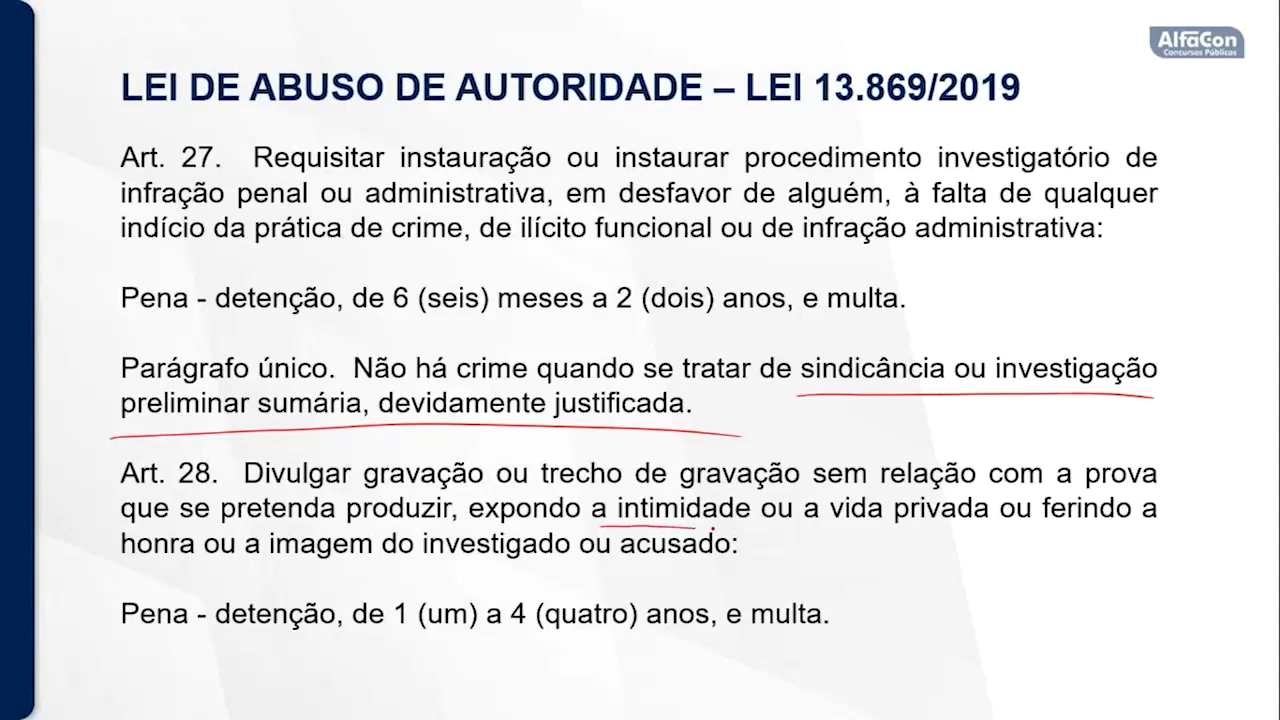 AlfaCon
Concursos Públicos
LEI DE ABUSO DE AUTORIDADE – LEI 13.869/2019
Art. 27. Requisitar instauração ou instaurar procedimento investigatório de
infração penal ou administrativa, em desfavor de alguém, à falta de qualquer
indício da prática de crime, de ilícito funcional ou de infração administrativa:
Pena - detenção, de 6 (seis) meses a 2 (dois) anos, e multa.
Parágrafo único. Não há crime quando se tratar de sindicância ou investigação
preliminar sumária, devidamente justificada.
Art. 28. Divulgar gravação ou trecho de gravação sem relação com a prova
que se pretenda produzir, expondo a intimidade ou a vida privada ou ferindo a
honra ou a imagem do investigado ou acusado:
Pena - detenção, de 1 (um) a 4 (quatro) anos, e multa.